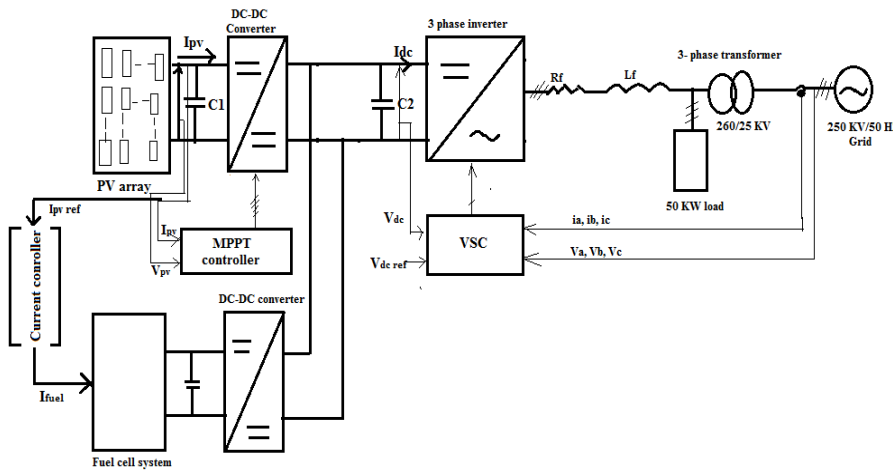 DC-DC
Converter
3 phase inverter
Ipv
Idc
Rf
Lf
3- phase transformer
C1
C2
260/25 KV
250 KV/50 H
Grid
PV array
50 KW load
Ipv ref
Ipv
Vpv
MPPT
controller
Vdc
Vdc ref
VSC
ia, ib, ic
Va, Vb, Vc
Current conroller
DC-DC converter
Ifuel
Fuel cell system